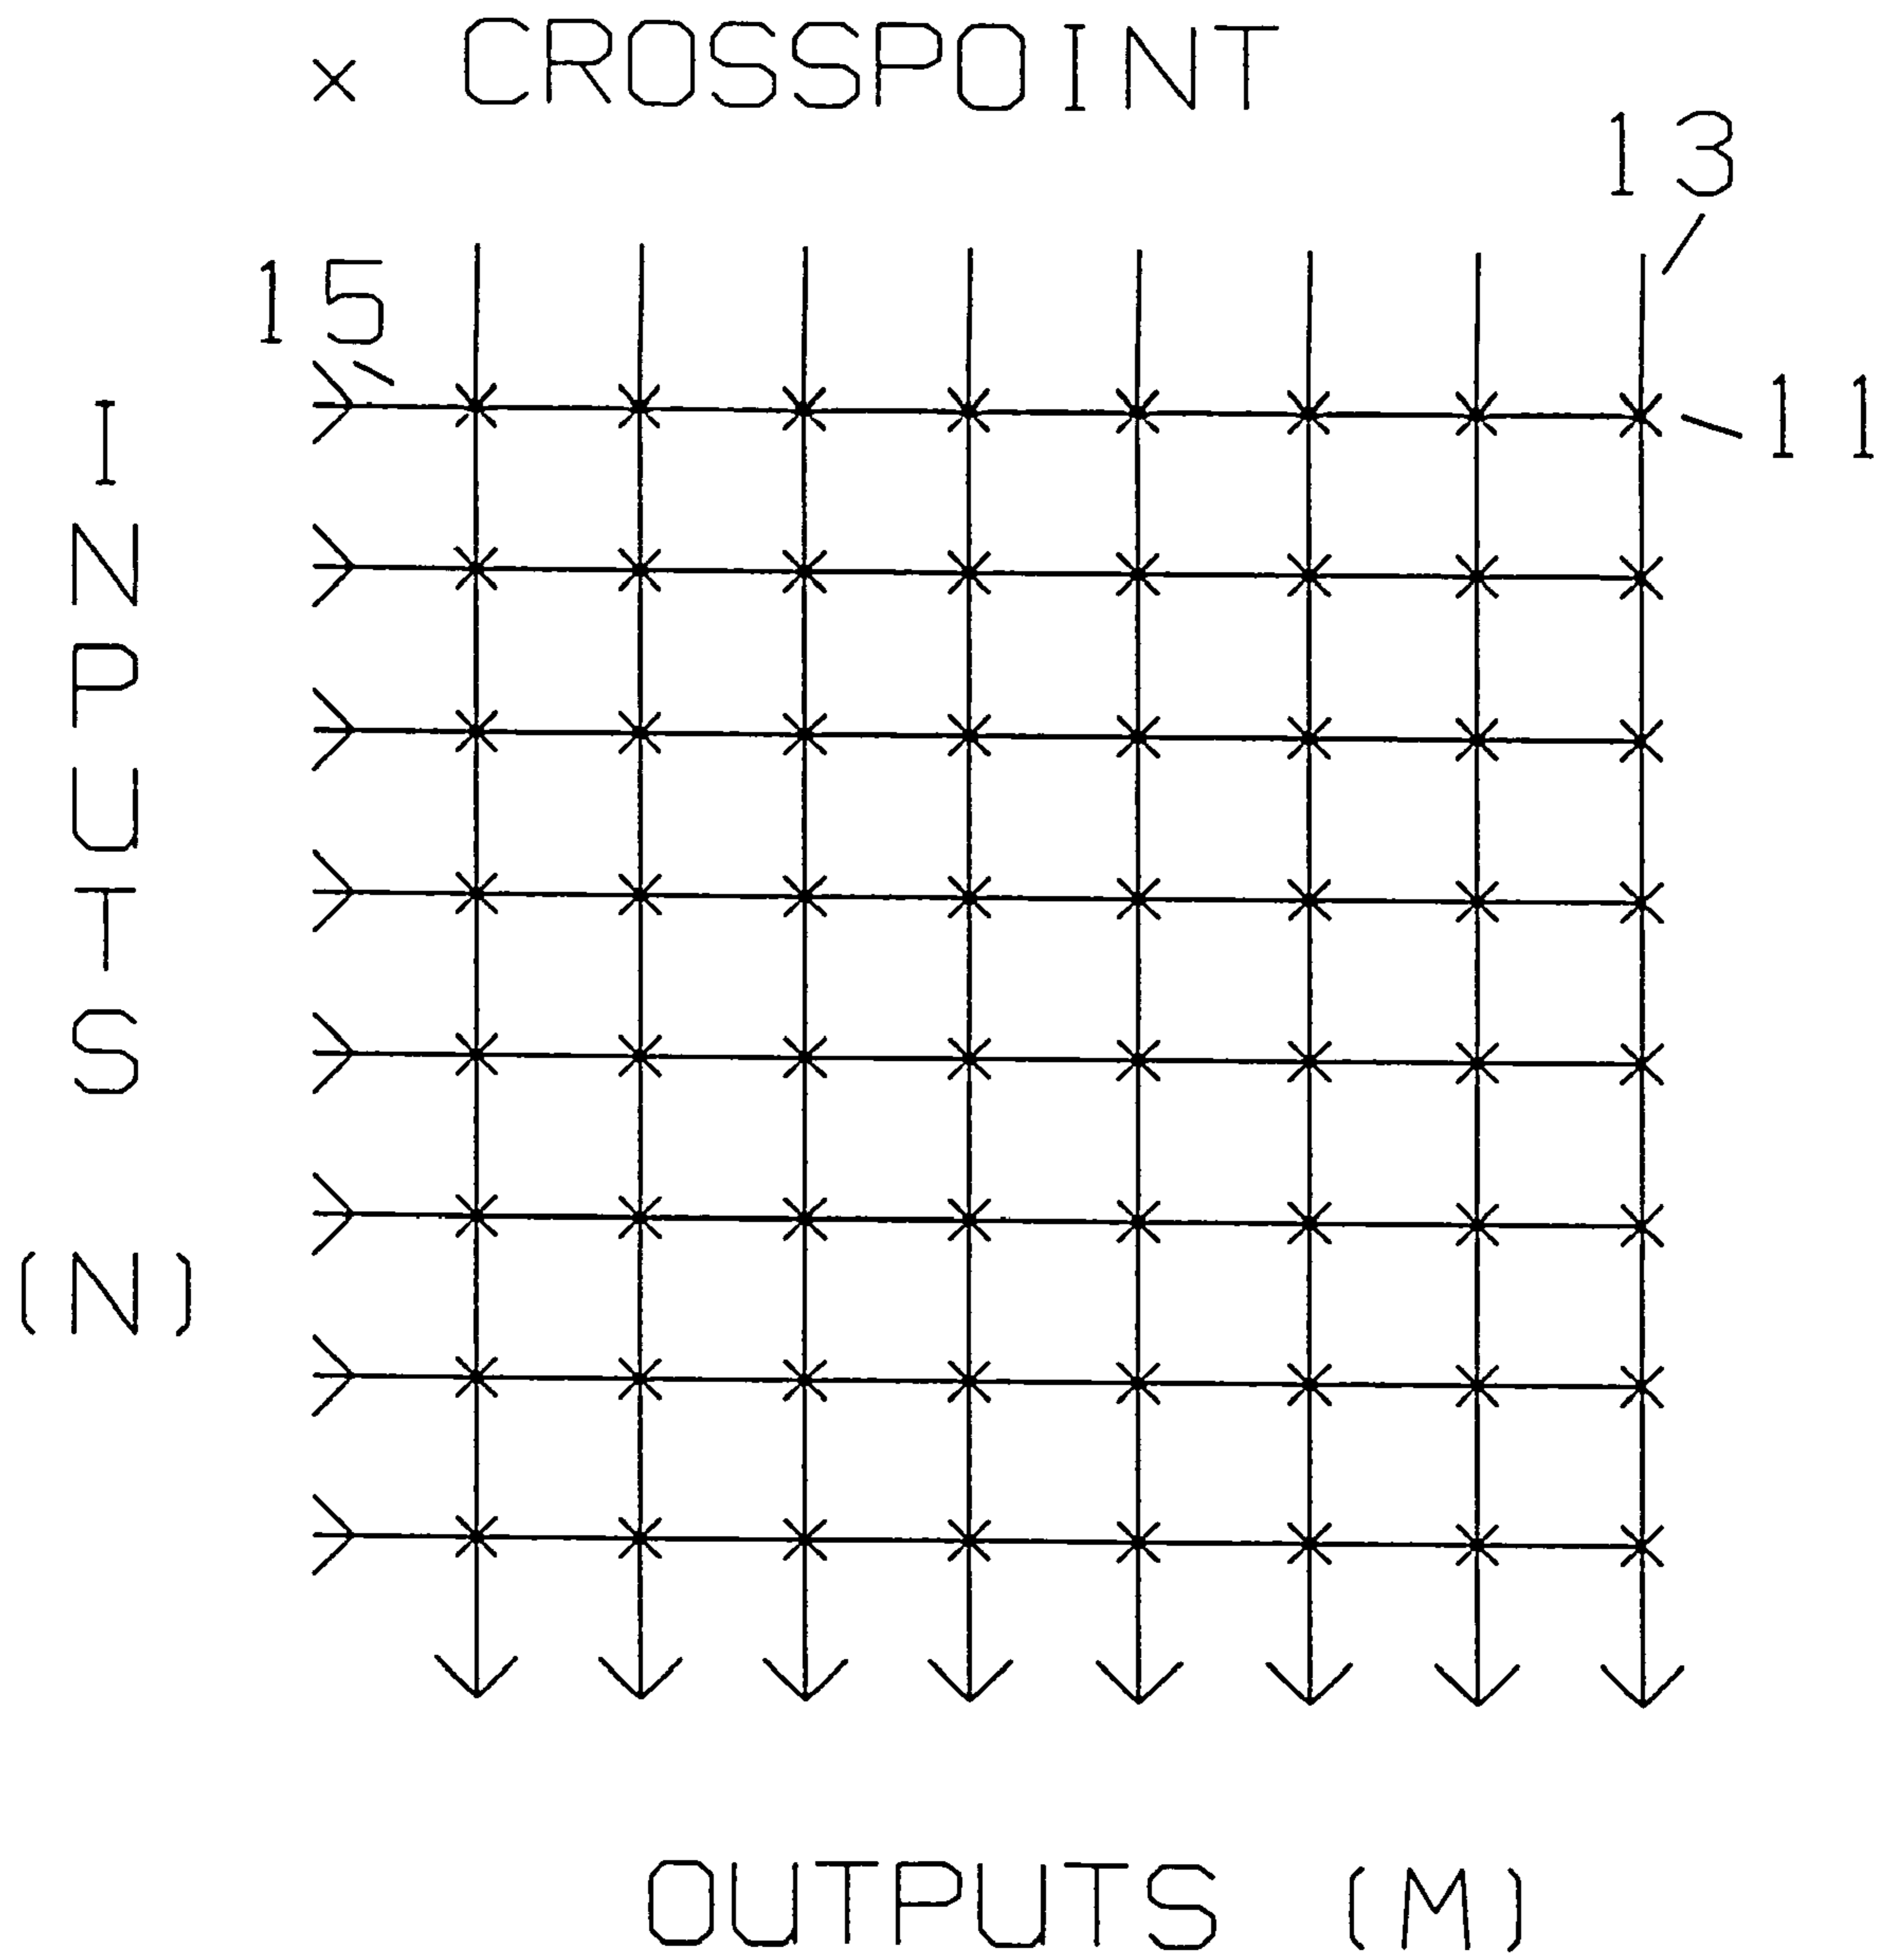 × CROSSPOINT
13
15
11
INPUTS
(N)
OUTPUTS (M)